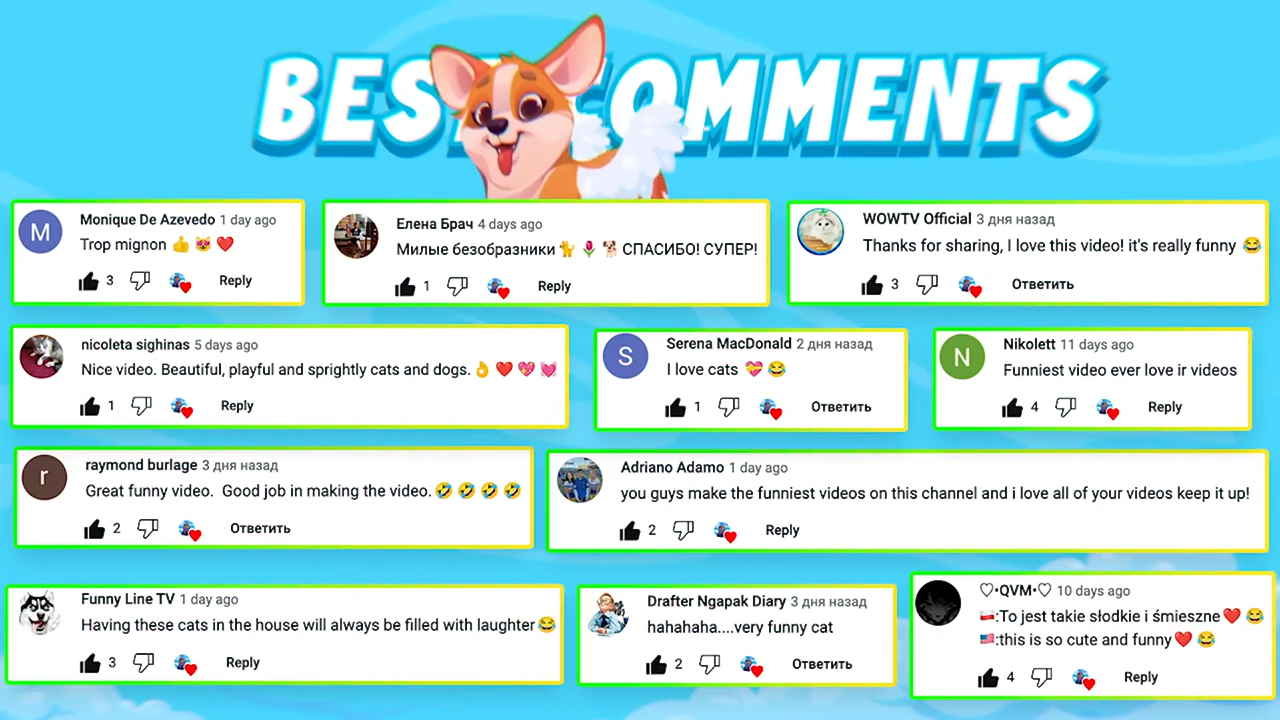 BEST COMMENTS
M
Monique De Azevedo 1 day ago
Trop mignon 👍 😻 ❤️
3 Reply
Елена Брач 4 days ago
Милые безобразники 🐈 🌷 🐕 СПАСИБО! СУПЕР!
1 Reply
WOWTV Official 3 дня назад
Thanks for sharing, I love this video! it's really funny 😂
3 Ответить
nicoleta sighinas 5 days ago
Nice video. Beautiful, playful and sprightly cats and dogs. 👌 ❤️ 💖 💓
1 Reply
S
Serena MacDonald 2 дня назад
I love cats 💝 😂
1 Ответить
N
Nikolett 11 days ago
Funniest video ever love ir videos
4 Reply
r
raymond burlage 3 дня назад
Great funny video.  Good job in making the video. 🤣 🤣 🤣 🤣
2 Ответить
Adriano Adamo 1 day ago
you guys make the funniest videos on this channel and i love all of your videos keep it up!
2 Reply
Funny Line TV 1 day ago
Having these cats in the house will always be filled with laughter 😂
3 Reply
Drafter Ngapak Diary 3 дня назад
hahahaha....very funny cat
2 Ответить
♡•QVM•♡ 10 days ago
🇵🇱:To jest takie słodkie i śmieszne❤️ 😂
🇺🇸:this is so cute and funny❤️ 😂
4 Reply